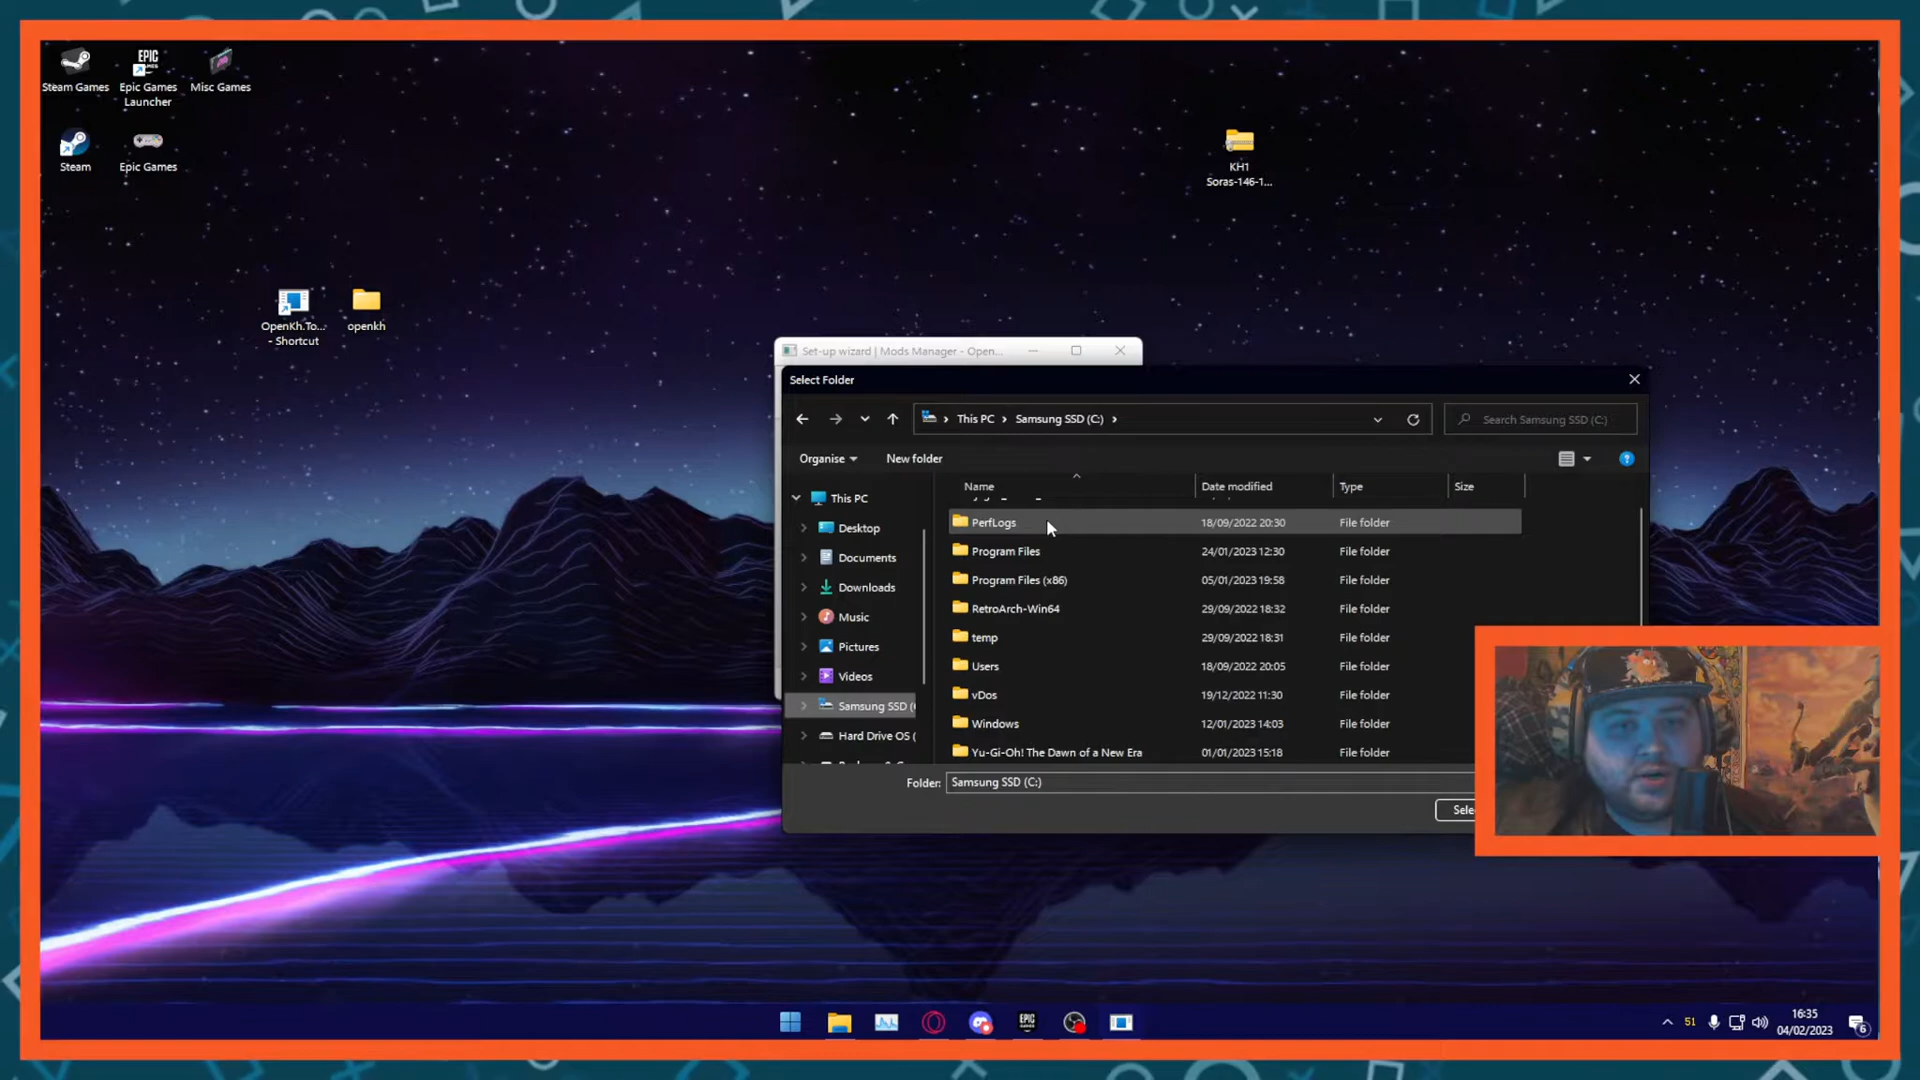 Steam Games
EPIC
GAMES
Epic Games
Launcher
Misc Games
Steam
Epic Games
KH1
Soras-146-1...
OpenKh.To...
- Shortcut
openkh
Set-up wizard | Mods Manager - Open...
Select Folder
This PC
Samsung SSD (C:)
Search Samsung SSD (C:)
Organise
New folder
Name
Date modified
Type
Size
This PC
Desktop
Documents
Downloads
Music
Pictures
Videos
Samsung SSD (
Hard Drive OS (
PerfLogs 18/09/2022 20:30 File folder
Program Files 24/01/2023 12:30 File folder
Program Files (x86) 05/01/2023 19:58 File folder
RetroArch-Win64 29/09/2022 18:32 File folder
temp 29/09/2022 18:31 File folder
Users 18/09/2022 20:05 File folder
vDos 19/12/2022 11:30 File folder
Windows 12/01/2023 14:03 File folder
Yu-Gi-Oh! The Dawn of a New Era 01/01/2023 15:18 File folder
Folder:
Samsung SSD (C:)
Sele
EPIC
51
16:35
04/02/2023
6